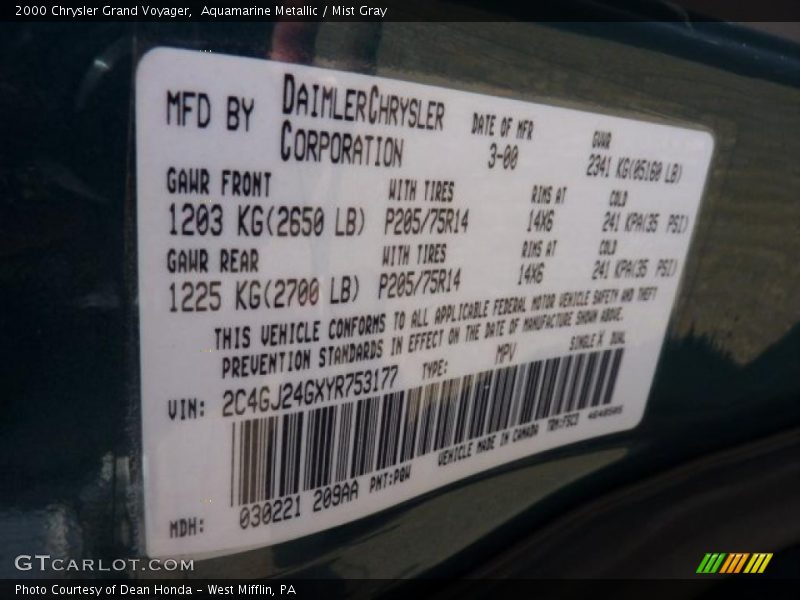 2000 Chrysler Grand Voyager, Aquamarine Metallic / Mist Gray
MFD BY DAIMLERCHRYSLER CORPORATION DATE OF MFR 3-00 GVWR 2341 KG(05160 LB)
GAWR FRONT WITH TIRES RIMS AT COLD
1203 KG(2650 LB) P205/75R14 14X6 241 KPA(35 PSI)
GAWR REAR WITH TIRES RIMS AT COLD
1225 KG(2700 LB) P205/75R14 14X6 241 KPA(35 PSI)
THIS VEHICLE CONFORMS TO ALL APPLICABLE FEDERAL MOTOR VEHICLE SAFETY AND THEFT
PREVENTION STANDARDS IN EFFECT ON THE DATE OF MANUFACTURE SHOWN ABOVE.
VIN: 2C4GJ24GXYR753177 TYPE: MPV SINGLE X DUAL
VEHICLE MADE IN CANADA
MDH: 030221 209AA PNT:PGW
GTCARLOT.COM
Photo Courtesy of Dean Honda - West Mifflin, PA